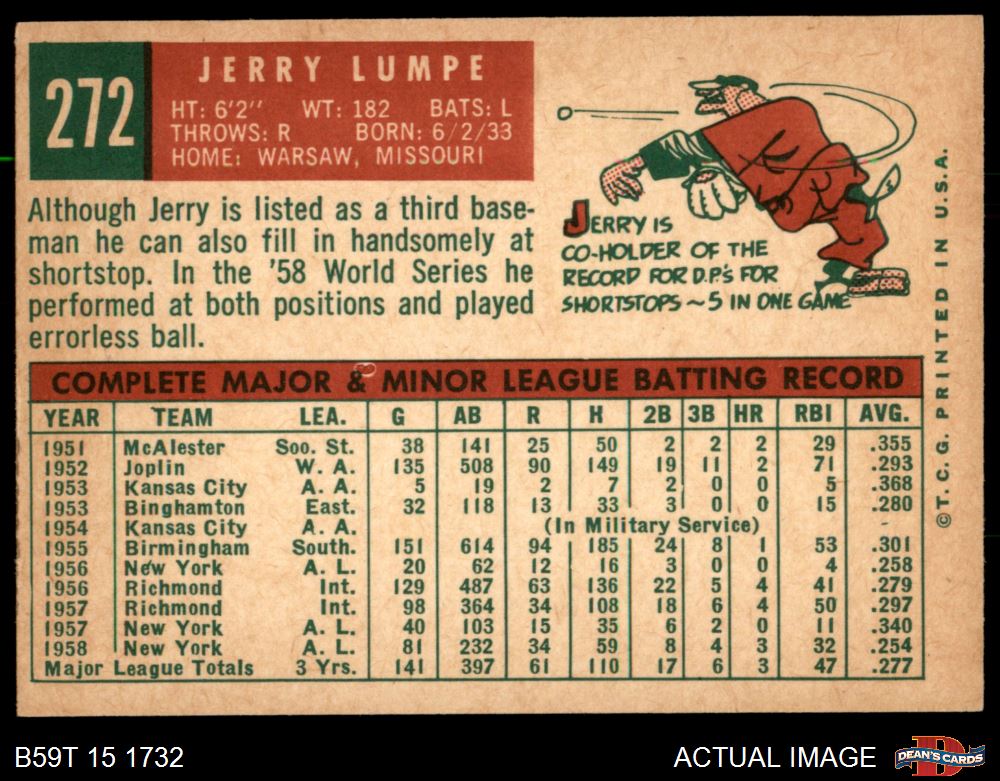 272
JERRY LUMPE
HT: 6'2" WT: 182 BATS: L
THROWS: R BORN: 6/2/33
HOME: WARSAW, MISSOURI
Although Jerry is listed as a third base-
man he can also fill in handsomely at
shortstop. In the '58 World Series he
performed at both positions and played
errorless ball.
JERRY IS
CO-HOLDER OF THE
RECORD FOR D.P.'S FOR
SHORTSTOPS~5 IN ONE GAME
COMPLETE MAJOR & MINOR LEAGUE BATTING RECORD
YEAR TEAM LEA. G AB R H 2B 3B HR RBI AVG.
1951 McAlester Soo. St. 38 141 25 50 2 2 2 29 .355
1952 Joplin W. A. 135 508 90 149 19 11 2 71 .293
1953 Kansas City A. A. 5 19 2 7 2 0 0 5 .368
1953 Binghamton East. 32 118 13 33 3 0 0 15 .280
1954 Kansas City A. A. (In Military Service) -
1955 Birmingham South. 151 614 94 185 24 8 1 53 .301
1956 New York A. L. 20 62 12 16 3 0 0 4 .258
1956 Richmond Int. 129 487 63 136 22 5 4 41 .279
1957 Richmond Int. 98 364 34 108 18 6 4 50 .297
1957 New York A. L. 40 103 15 35 6 2 0 11 .340
1958 New York A. L. 81 232 34 59 8 4 3 32 .254
Major League Totals 3 Yrs. 141 397 61 110 17 6 3 47 .277
©T. C. G. PRINTED IN U.S.A.
B59T 15 1732
ACTUAL IMAGE
D
DEAN'S CARDS